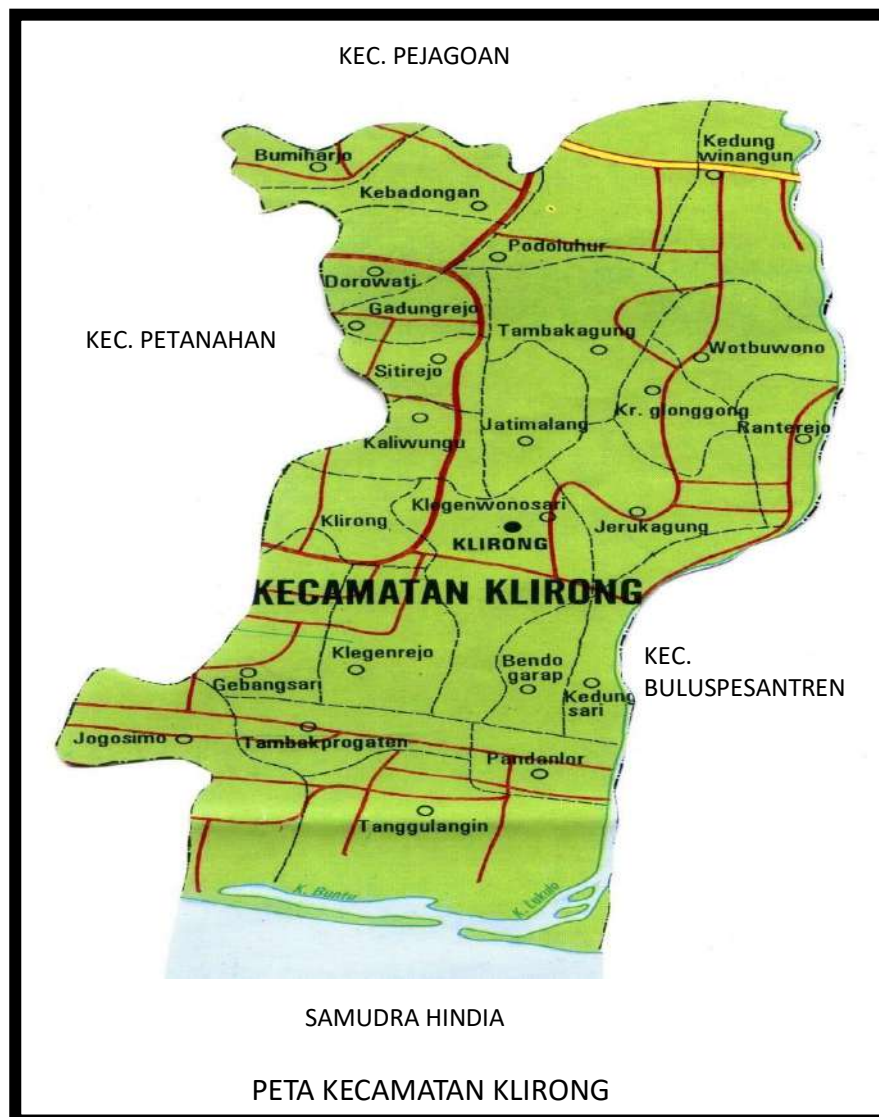 KEC. PEJAGOAN
Kedung
winangun
Bumiharjo
Kebadongan
Podoluhur
Dorowati
Gadungrejo
KEC. PETANAHAN
Tambakagung
Wotbuwono
Sitirejo
Kr. glonggong
Jatimalang
Ranterejo
Kaliwungu
Klegenwonosari
Klirong
Jerukagung
KLIRONG
KECAMATAN KLIRONG
Klegenrejo
Bendo
garap
KEC.
BULUSPESANTREN
Gebangsari
Kedung
sari
Jogosimo
Tambakprogaten
Pandanlor
Tanggulangin
K. Buntu
K. Lukulo
SAMUDRA HINDIA
PETA KECAMATAN KLIRONG